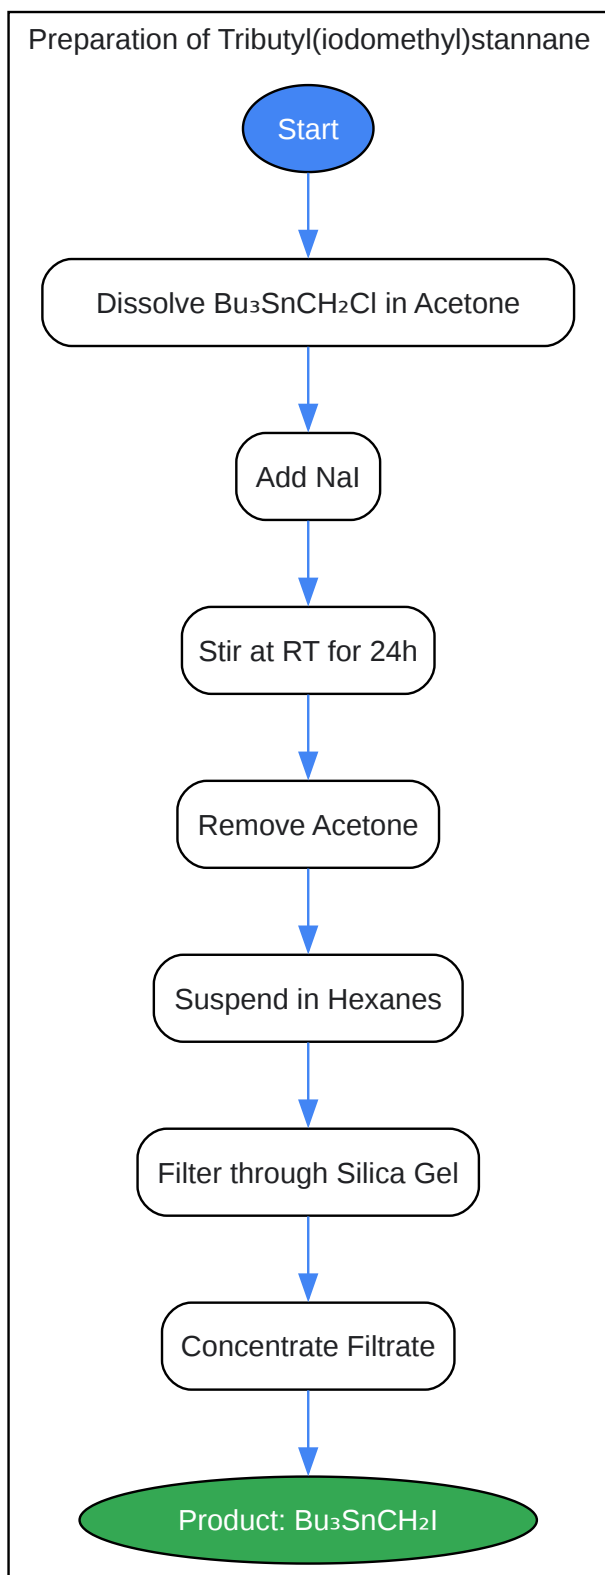 Preparation of Tributyl(iodomethyl)stannane
Start
Dissolve Bu₃SnCH₂Cl in Acetone
Add NaI
Stir at RT for 24h
Remove Acetone
Suspend in Hexanes
Filter through Silica Gel
Concentrate Filtrate
Product: Bu₃SnCH₂I